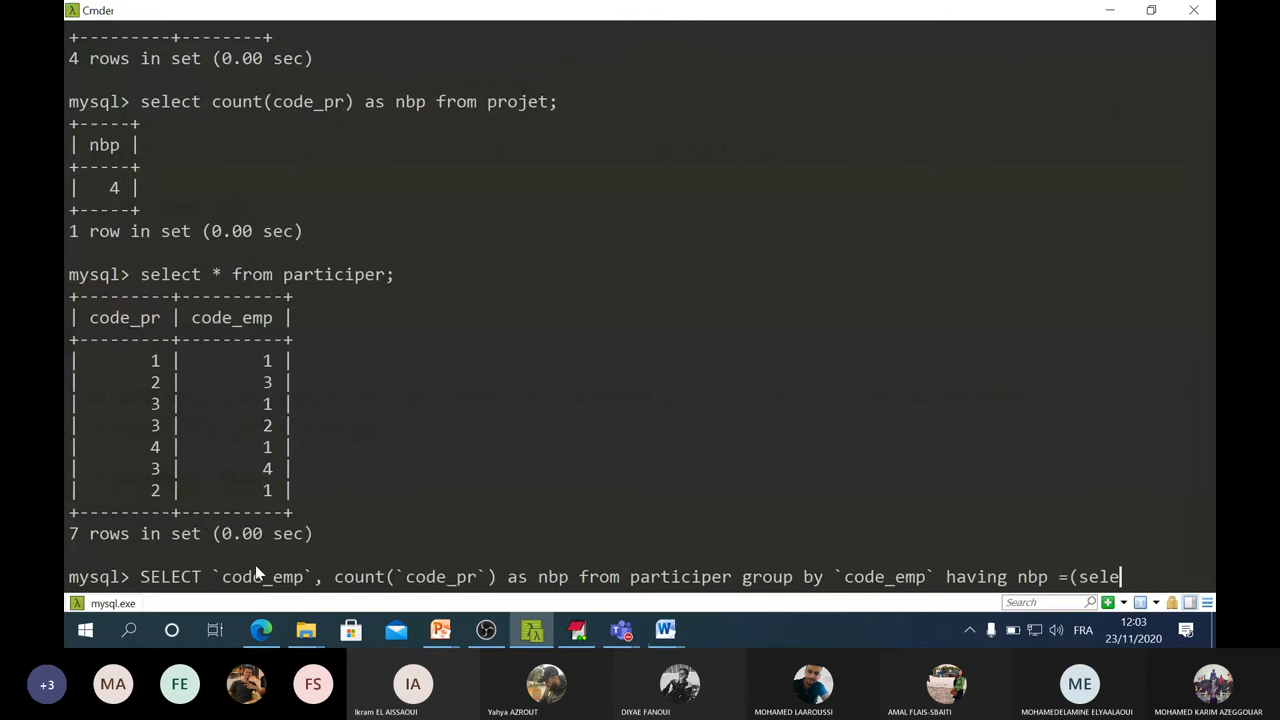 Cmder
+---------+--------+
4 rows in set (0.00 sec)
mysql> select count(code_pr) as nbp from projet;
+-----+
| nbp |
+-----+
|   4 |
+-----+
1 row in set (0.00 sec)
mysql> select * from participer;
+---------+----------+
| code_pr | code_emp |
+---------+----------+
|       1 |        1 |
|       2 |        3 |
|       3 |        1 |
|       3 |        2 |
|       4 |        1 |
|       3 |        4 |
|       2 |        1 |
+---------+----------+
7 rows in set (0.00 sec)
mysql> SELECT `code_emp`, count(`code_pr`) as nbp from participer group by `code_emp` having nbp =(sele
mysql.exe
Search
FRA
12:03
23/11/2020
+3
MA
FE
FS
IA
ME
Ikram EL AISSAOUI
Yahya AZROUT
DIYAE FANOUI
MOHAMED LAAROUSSI
AMAL FLAIS-SBAITI
MOHAMEDELAMINE ELYAALAOUI
MOHAMED KARIM AZEGGOUAR